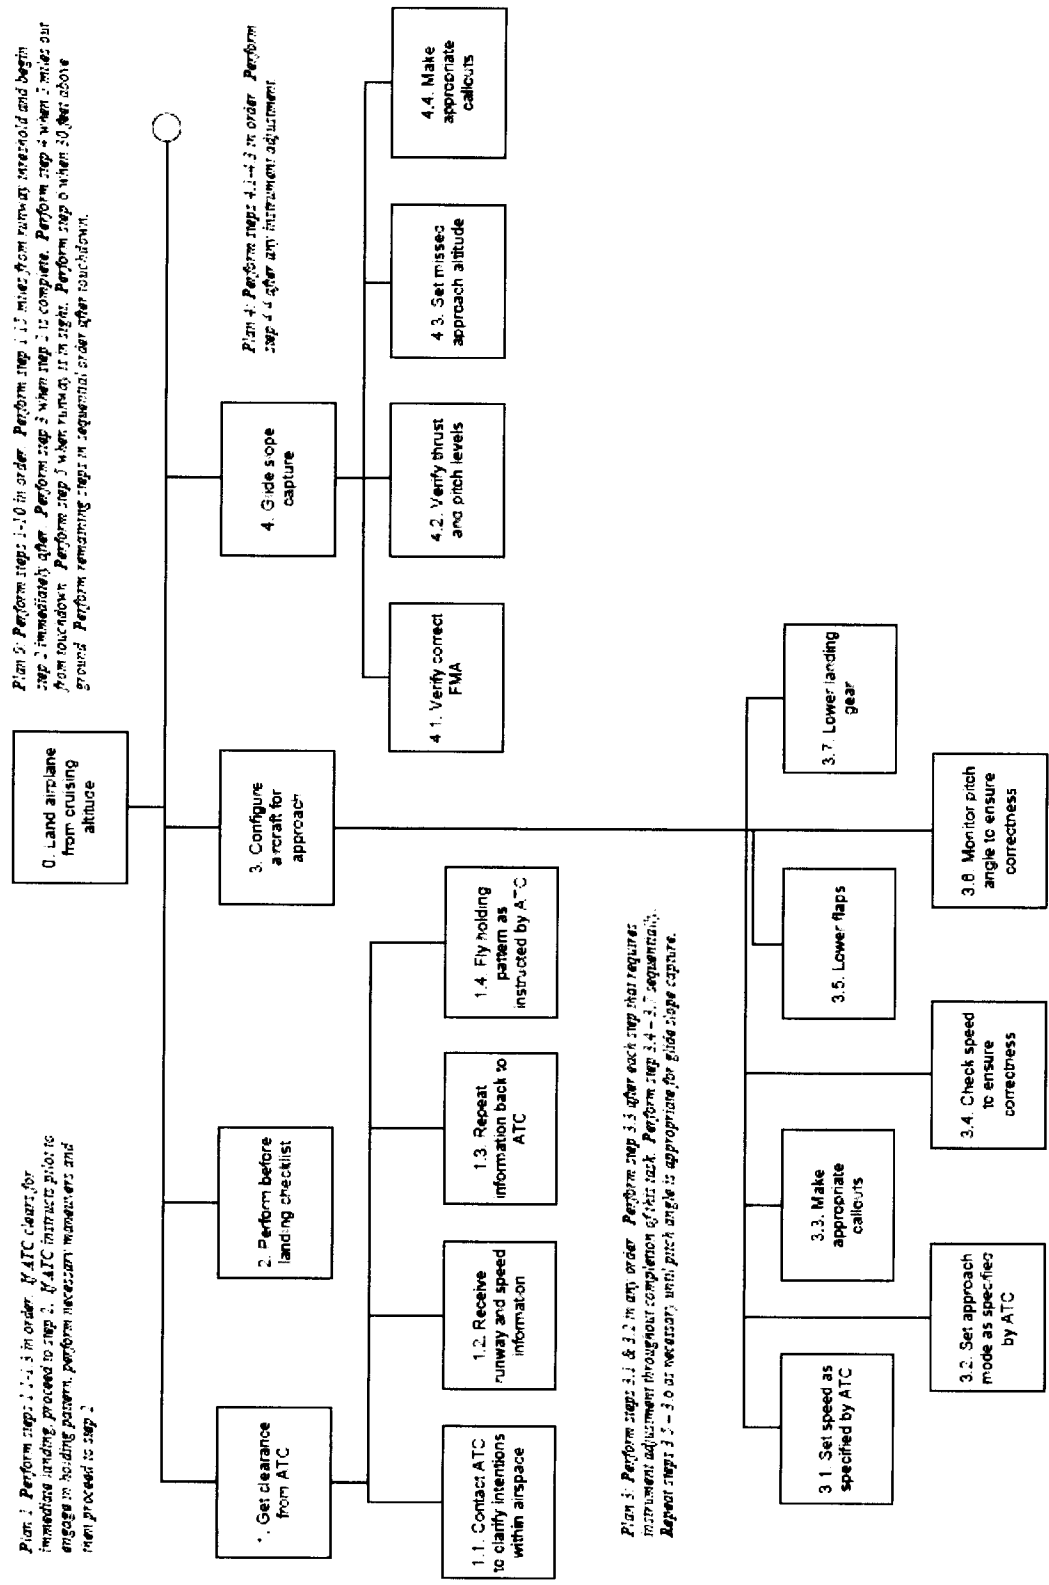 Plan 0: Perform steps 1-10 in order. Perform step 1 15 miles from runway threshold and begin
step 2 immediately after. Perform step 3 when step 2 is complete. Perform step 4 when miles out
from touchdown. Perform step 5 when runway is in sight. Perform step 6 when 30 feet above
ground. Perform remaining steps in sequential order after touchdown.
0. Land airplane
from cruising
altitude
Plan 1. Perform steps 1.1-1.3 in order. If ATC clears for
immediate landing, proceed to step 2. If ATC instructs pilot to
engage in holding pattern, perform necessary maneuvers and
then proceed to step 2
1. Get clearance
from ATC
2. Perform before
landing checklist
3. Configure
aircraft for
approach
4. Glide slope
capture
Plan 4: Perform steps 4.1-4.3 in order. Perform
step 4.4 after any instrument adjustment
1.1. Contact ATC
to clarify intentions
within airspace
1.2. Receive
runway and speed
information
1.3. Repeat
information back to
ATC
1.4. Fly holding
pattern as
instructed by ATC
4.1. Verify correct
FMA
4.2. Verify thrust
and pitch levels
4.3. Set missed
approach altitude
4.4. Make
appropriate
callouts
Plan 3: Perform steps 3.1 & 3.2 in any order. Perform step 3.3 after each step that requires
instrument adjustment throughout completion of this task. Perform step 3.4 – 3.7 sequentially.
Repeat steps 3.5 – 3.6 as necessary until pitch angle is appropriate for glide slope capture.
3.1. Set speed as
specified by ATC
3.2. Set approach
mode as specified
by ATC
3.3. Make
appropriate
callouts
3.4. Check speed
to ensure
correctness
3.5. Lower flaps
3.6. Monitor pitch
angle to ensure
correctness
3.7. Lower landing
gear